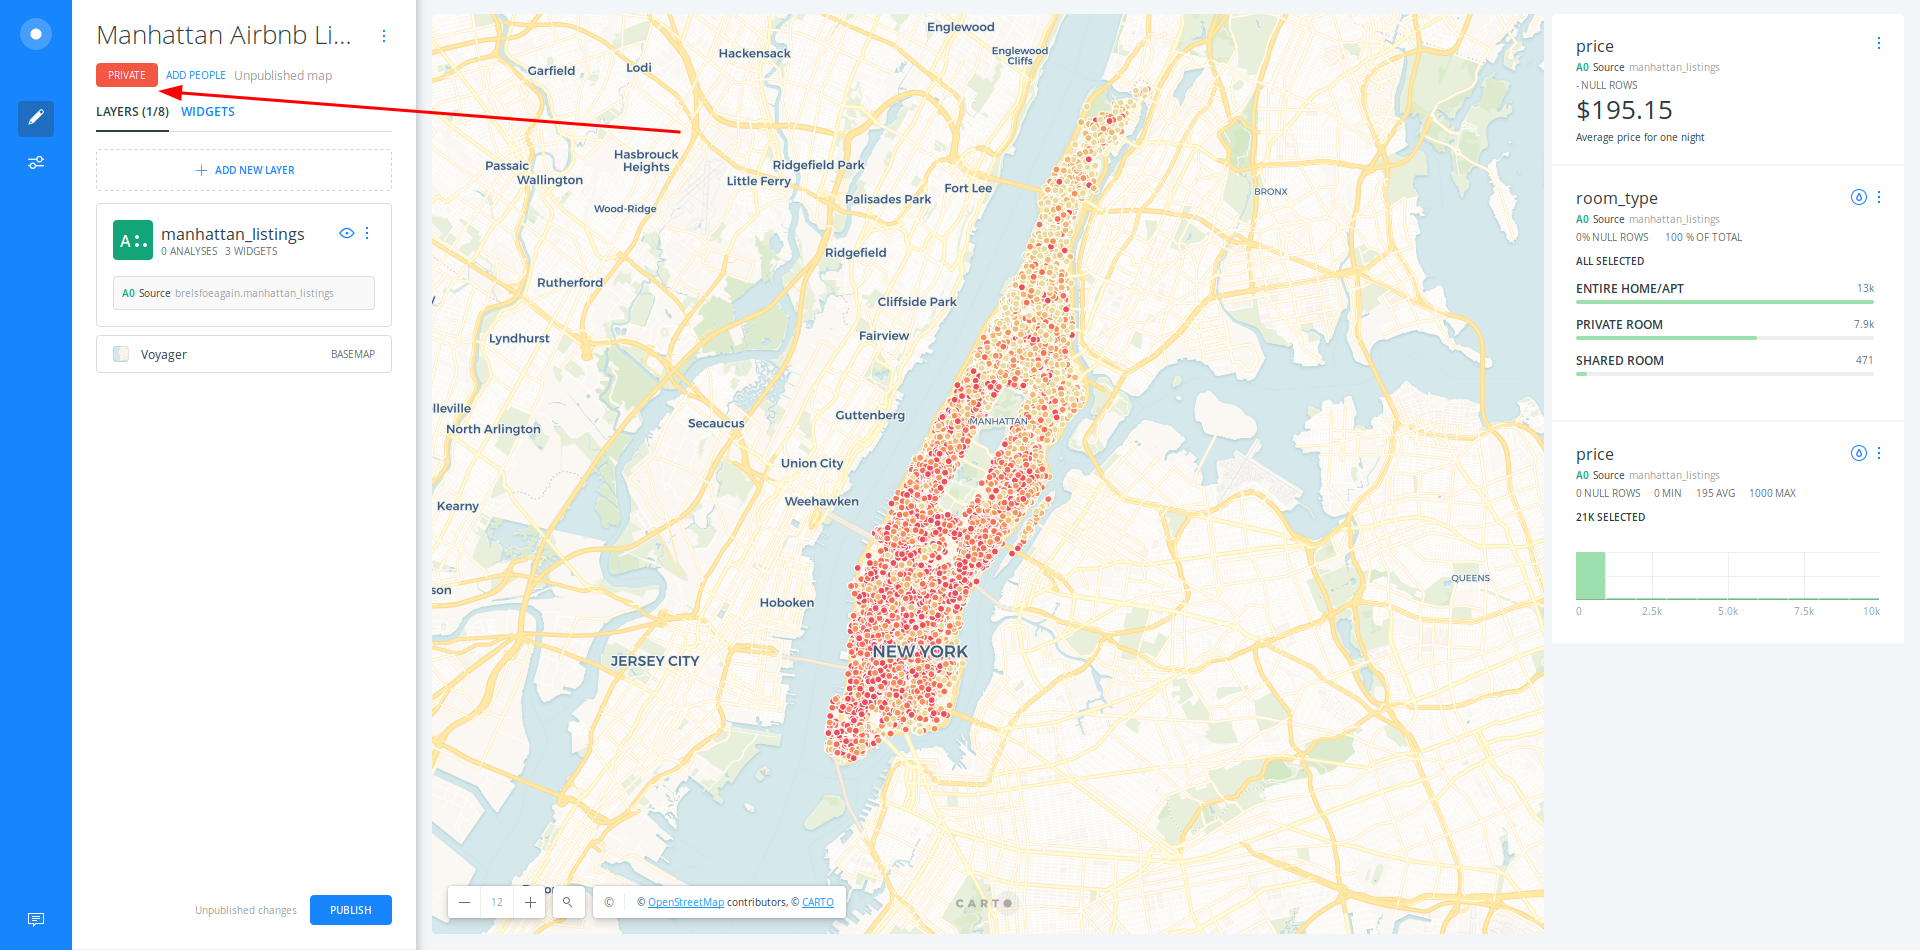 Manhattan Airbnb Li...
PRIVATE ADD PEOPLE Unpublished map
LAYERS (1/8) WIDGETS
ADD NEW LAYER
A
manhattan_listings
0 ANALYSES 3 WIDGETS
A0 Source brelsfoeagain.manhattan_listings
Voyager BASEMAP
Unpublished changes PUBLISH
Englewood
Hackensack
Englewood
Cliffs
Garfield
Lodi
Hasbrouck
Heights
Passaic
Ridgefield Park
Wallington
Little Ferry
Fort Lee
Palisades Park
BRONX
Wood-Ridge
Ridgefield
Rutherford
Cliffside Park
Lyndhurst
Fairview
lleville
Guttenberg
MANHATTAN
North Arlington
Secaucus
Union City
Weehawken
Kearny
QUEENS
son
Hoboken
NEW YORK
JERSEY CITY
12
© © OpenStreetMap contributors, © CARTO
CARTO
price
A0 Source manhattan_listings
- NULL ROWS
$195.15
Average price for one night
room_type
A0 Source manhattan_listings
0% NULL ROWS 100 % OF TOTAL
ALL SELECTED
ENTIRE HOME/APT 13k
PRIVATE ROOM 7.9k
SHARED ROOM 471
price
A0 Source manhattan_listings
0 NULL ROWS 0 MIN 195 AVG 1000 MAX
21K SELECTED
0 2.5k 5.0k 7.5k 10k